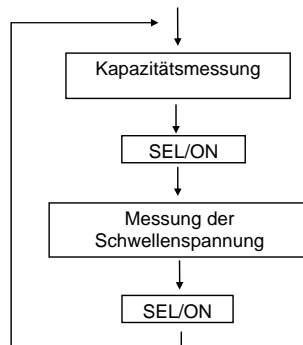 Kapazitätsmessung
SEL/ON
Messung der
Schwellenspannung
SEL/ON